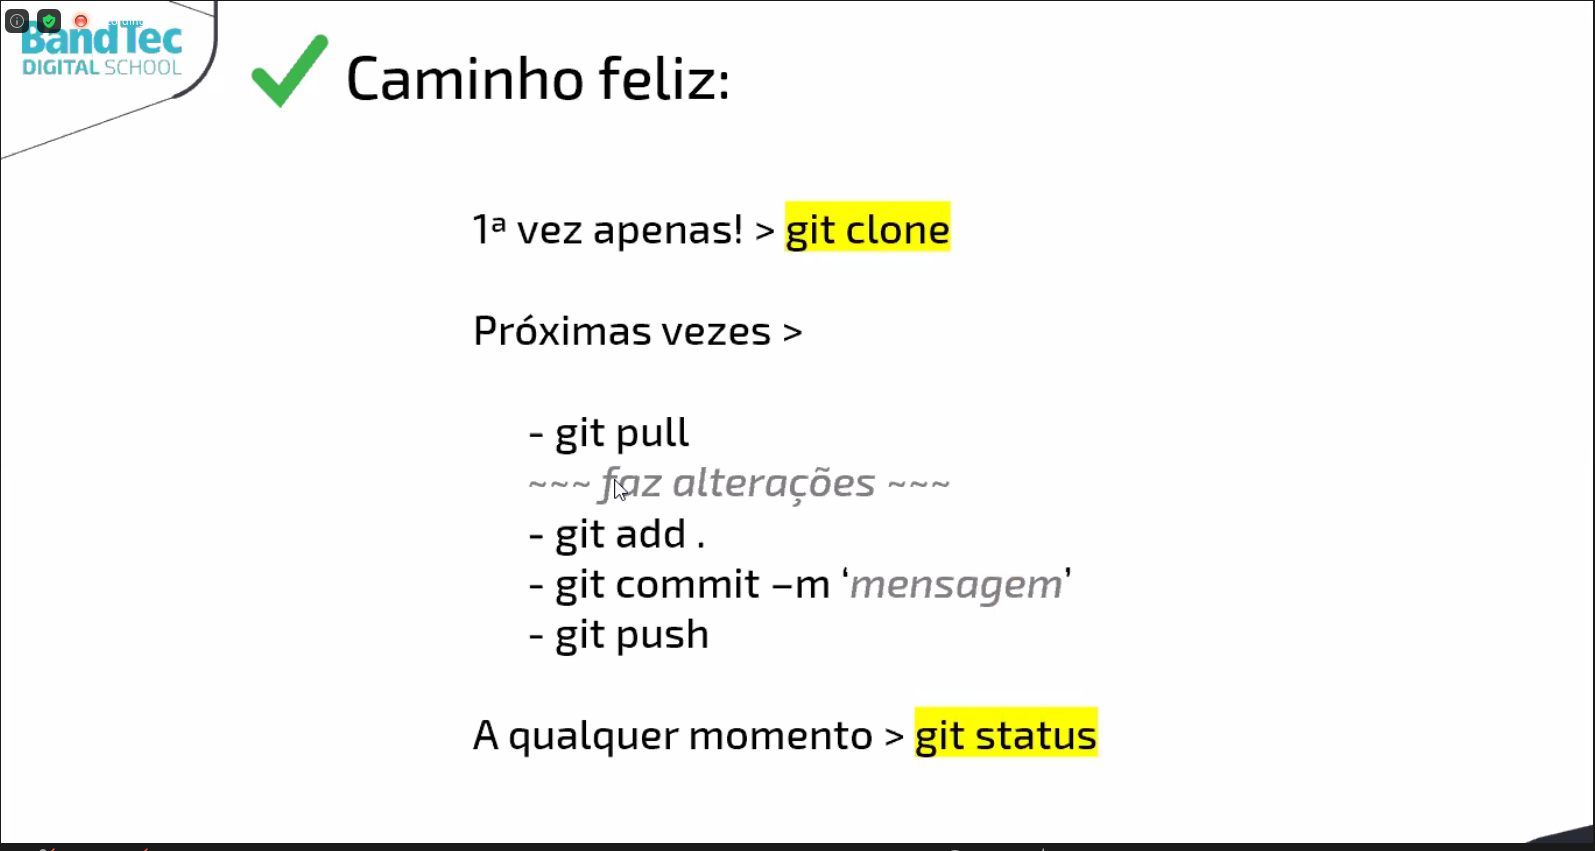 BandTec
DIGITAL SCHOOL
Caminho feliz:
1ª vez apenas! > git clone
Próximas vezes >
- git pull
~~~ faz alterações ~~~
- git add .
- git commit –m ‘mensagem’
- git push
A qualquer momento > git status